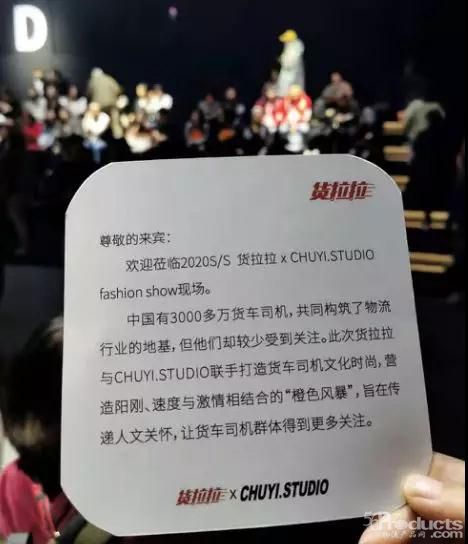 D
货拉拉
尊敬的来宾：
欢迎莅临2020S/S 货拉拉 x CHUYI.STUDIO
fashion show现场。
中国有3000多万货车司机，共同构筑了物流
行业的地基，但他们却较少受到关注。此次货拉拉
与CHUYI.STUDIO联手打造货车司机文化时尚，营
造阳刚、速度与激情相结合的“橙色风暴”，旨在传
递人文关怀，让货车司机群体得到更多关注。
货拉拉 x CHUYI.STUDIO
Products
.com